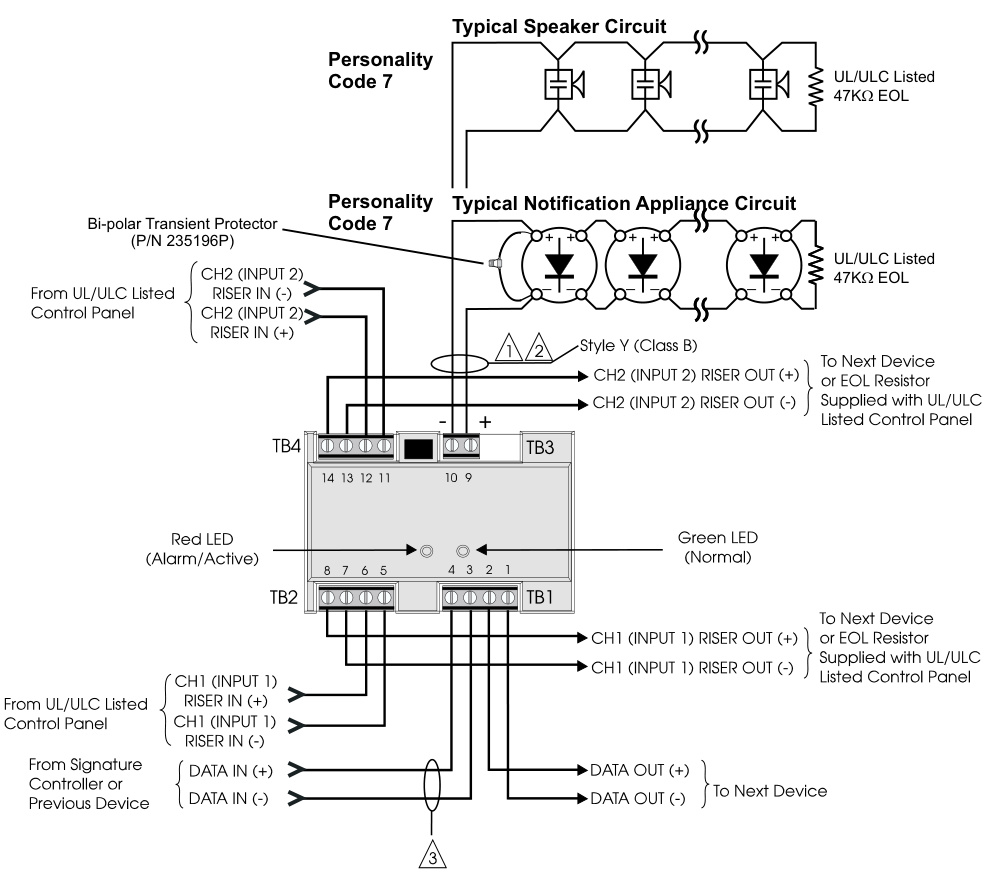 Typical Speaker Circuit
Personality
Code 7
UL/ULC Listed
47KΩ EOL
Personality
Code 7
Typical Notification Appliance Circuit
Bi-polar Transient Protector
(P/N 235196P)
+ +
+ +
+ +
− −
− −
− −
UL/ULC Listed
47KΩ EOL
From UL/ULC Listed
Control Panel
CH2 (INPUT 2)
RISER IN (-)
CH2 (INPUT 2)
RISER IN (+)
1
2
Style Y (Class B)
CH2 (INPUT 2) RISER OUT (+)
CH2 (INPUT 2) RISER OUT (-)
To Next Device
or EOL Resistor
Supplied with UL/ULC
Listed Control Panel
- +
TB4
TB3
14 13 12 11 10 9
Red LED
(Alarm/Active)
Green LED
(Normal)
8 7 6 5 4 3 2 1
TB2
TB1
CH1 (INPUT 1) RISER OUT (+)
CH1 (INPUT 1) RISER OUT (-)
To Next Device
or EOL Resistor
Supplied with UL/ULC
Listed Control Panel
From UL/ULC Listed
Control Panel
CH1 (INPUT 1)
RISER IN (+)
CH1 (INPUT 1)
RISER IN (-)
From Signature
Controller or
Previous Device
DATA IN (+)
DATA IN (-)
DATA OUT (+)
DATA OUT (-)
To Next Device
3